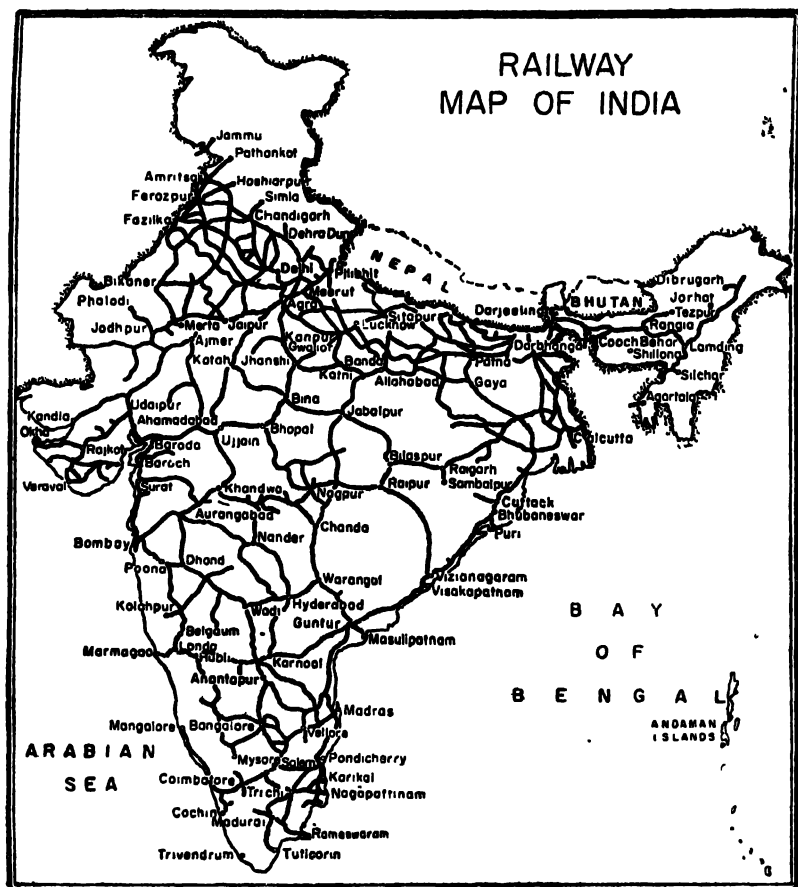 RAILWAY
MAP OF INDIA
Jammu
Pathankot
Amritsar
Hoshiarpur
Ferozpur
Simla
Fazilka
Chandigarh
Dehra Dun
Delhi
Pilibhit
NEPAL
Bikaner
Meerut
Phalodi
Agra
Sitapur
Darjeeling
BHUTAN
Dibrugarh
Jorhat
Tezpur
Jodhpur
Merta
Jaipur
Lucknow
Rangia
Ajmer
Kanpur
Gwalior
Darbhanga
Cooch Behor
Shillong
Lamding
Kotah
Jhanshi
Banda
Patna
Katni
Allahabad
Gaya
Silchar
Agartala
Kandla
Udaipur
Bina
Jabalpur
Okha
Ahamadabad
Ujjain
Bhopal
Calcutta
Rajkot
Baroda
Baroch
Bilaspur
Raigarh
Veraval
Surat
Khandwa
Nagpur
Raipur
Sambalpur
Aurangabad
Chanda
Cuttack
Bhubaneswar
Puri
Bombay
Nander
Poona
Dhond
Warangal
Vizianagaram
Visakapatnam
Kolahpur
Wadi
Hyderabad
Guntur
Masulipatnam
BAY
OF
BENGAL
Belgaum
Londa
Marmagao
Hubli
Karnool
Anantapur
Madras
ANDAMAN
ISLANDS
Mangalore
Bangalore
Vellore
ARABIAN
SEA
Mysore
Salem
Pondicherry
Coimbatore
Karikal
Trichi
Nagapattinam
Cochin
Madurai
Rameswaram
Trivendrum
Tuticorin